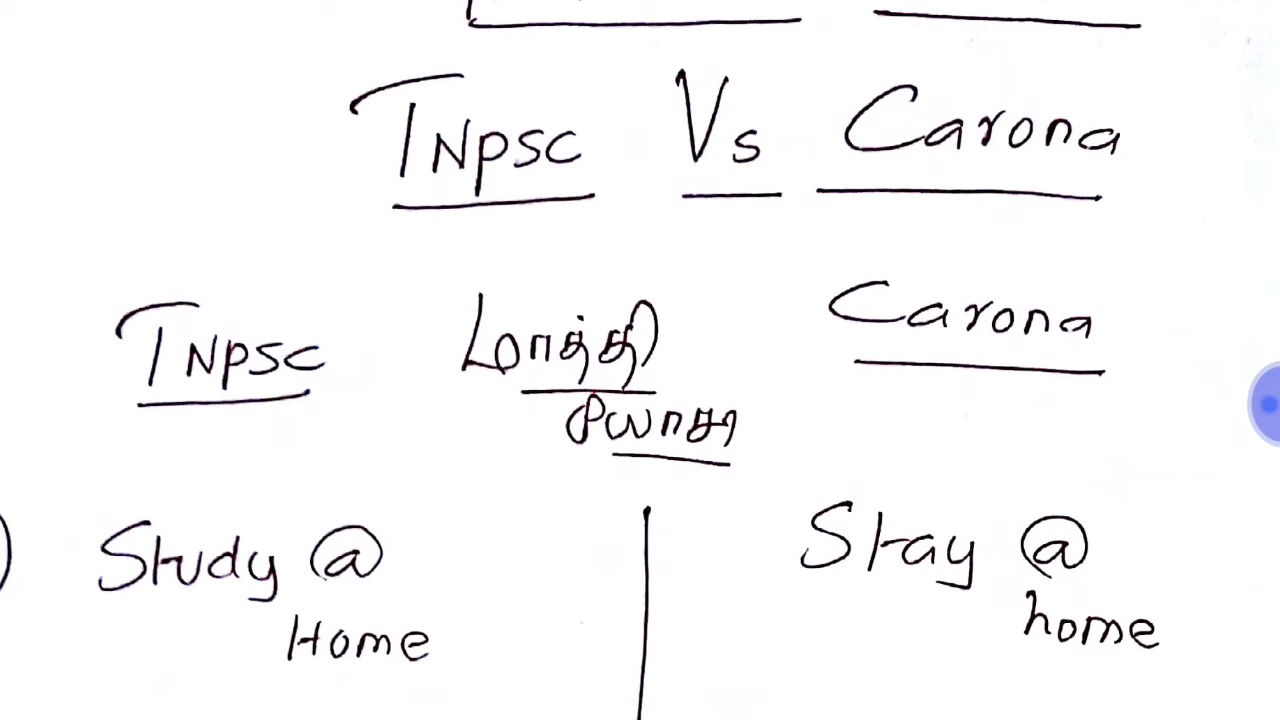 TNPSC Vs Carona
TNPSC மாத்தி Carona
யோசி
Study @ Stay @
Home home